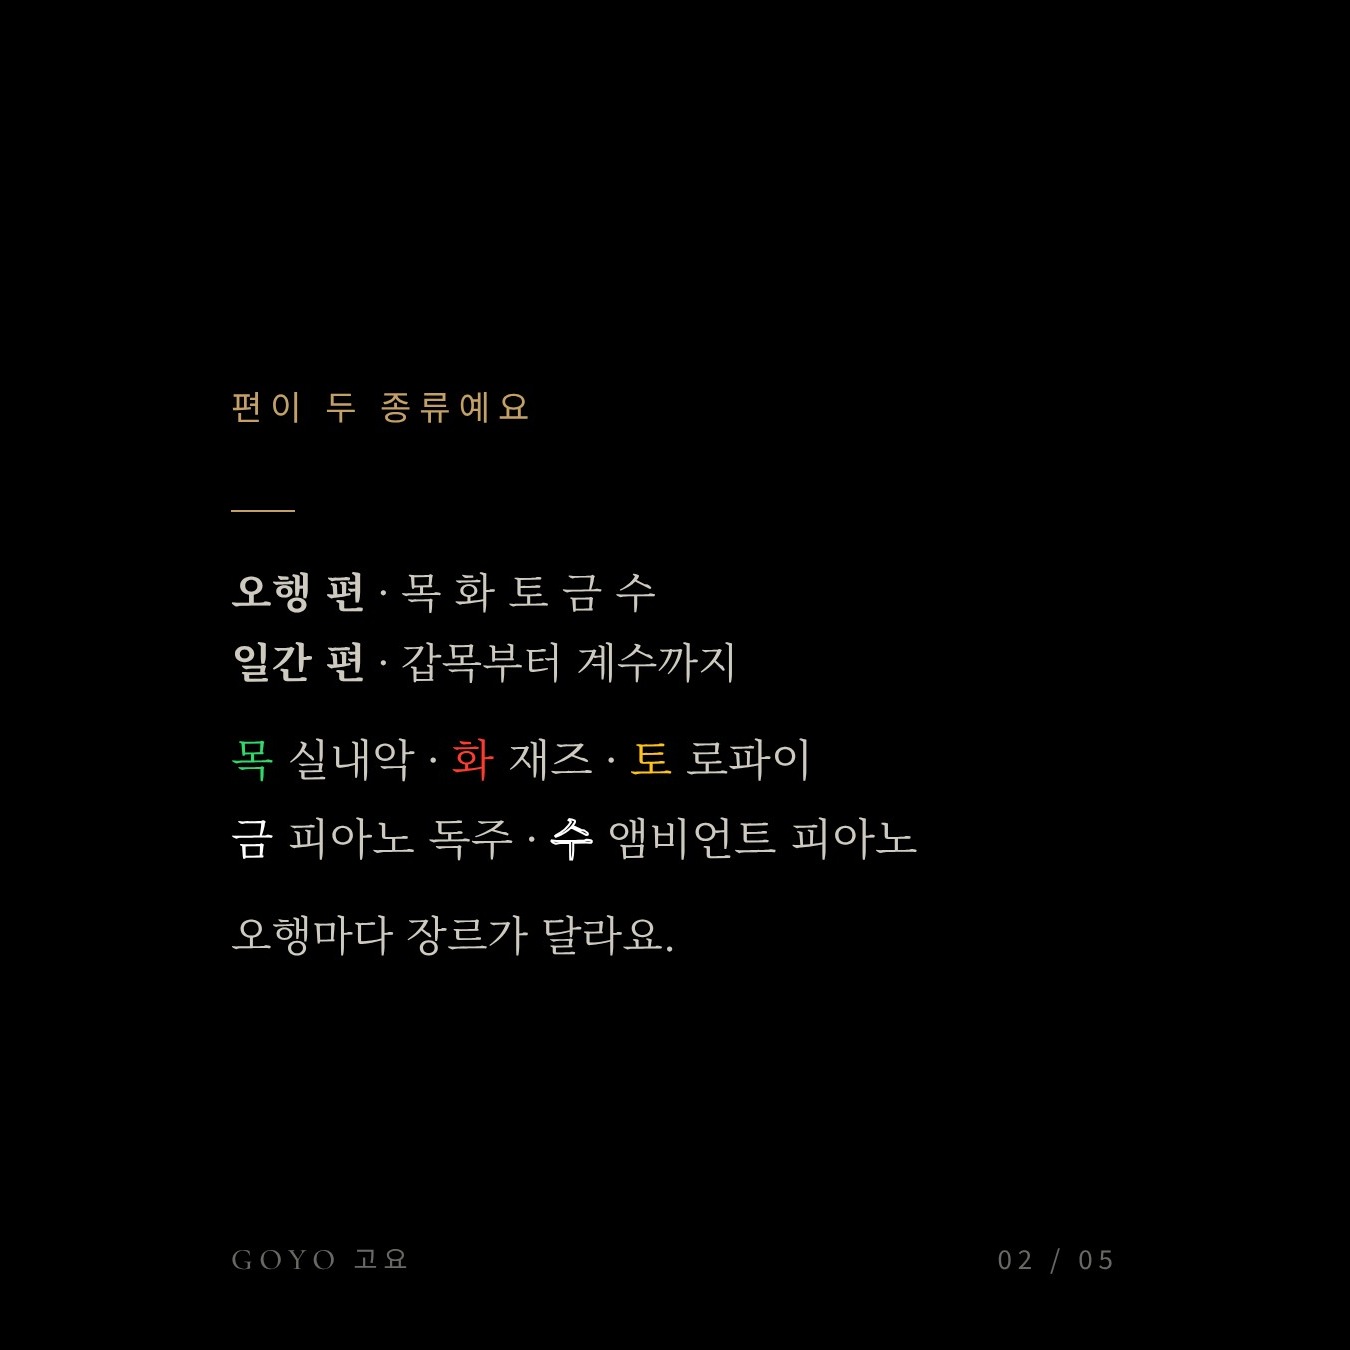 편이 두 종류예요
오행 편 · 목 화 토 금 수
일간 편 · 갑목부터 계수까지
목 실내악 · 화 재즈 · 토 로파이
금 피아노 독주 · 수 앰비언트 피아노
오행마다 장르가 달라요.
GOYO 고요
02 / 05